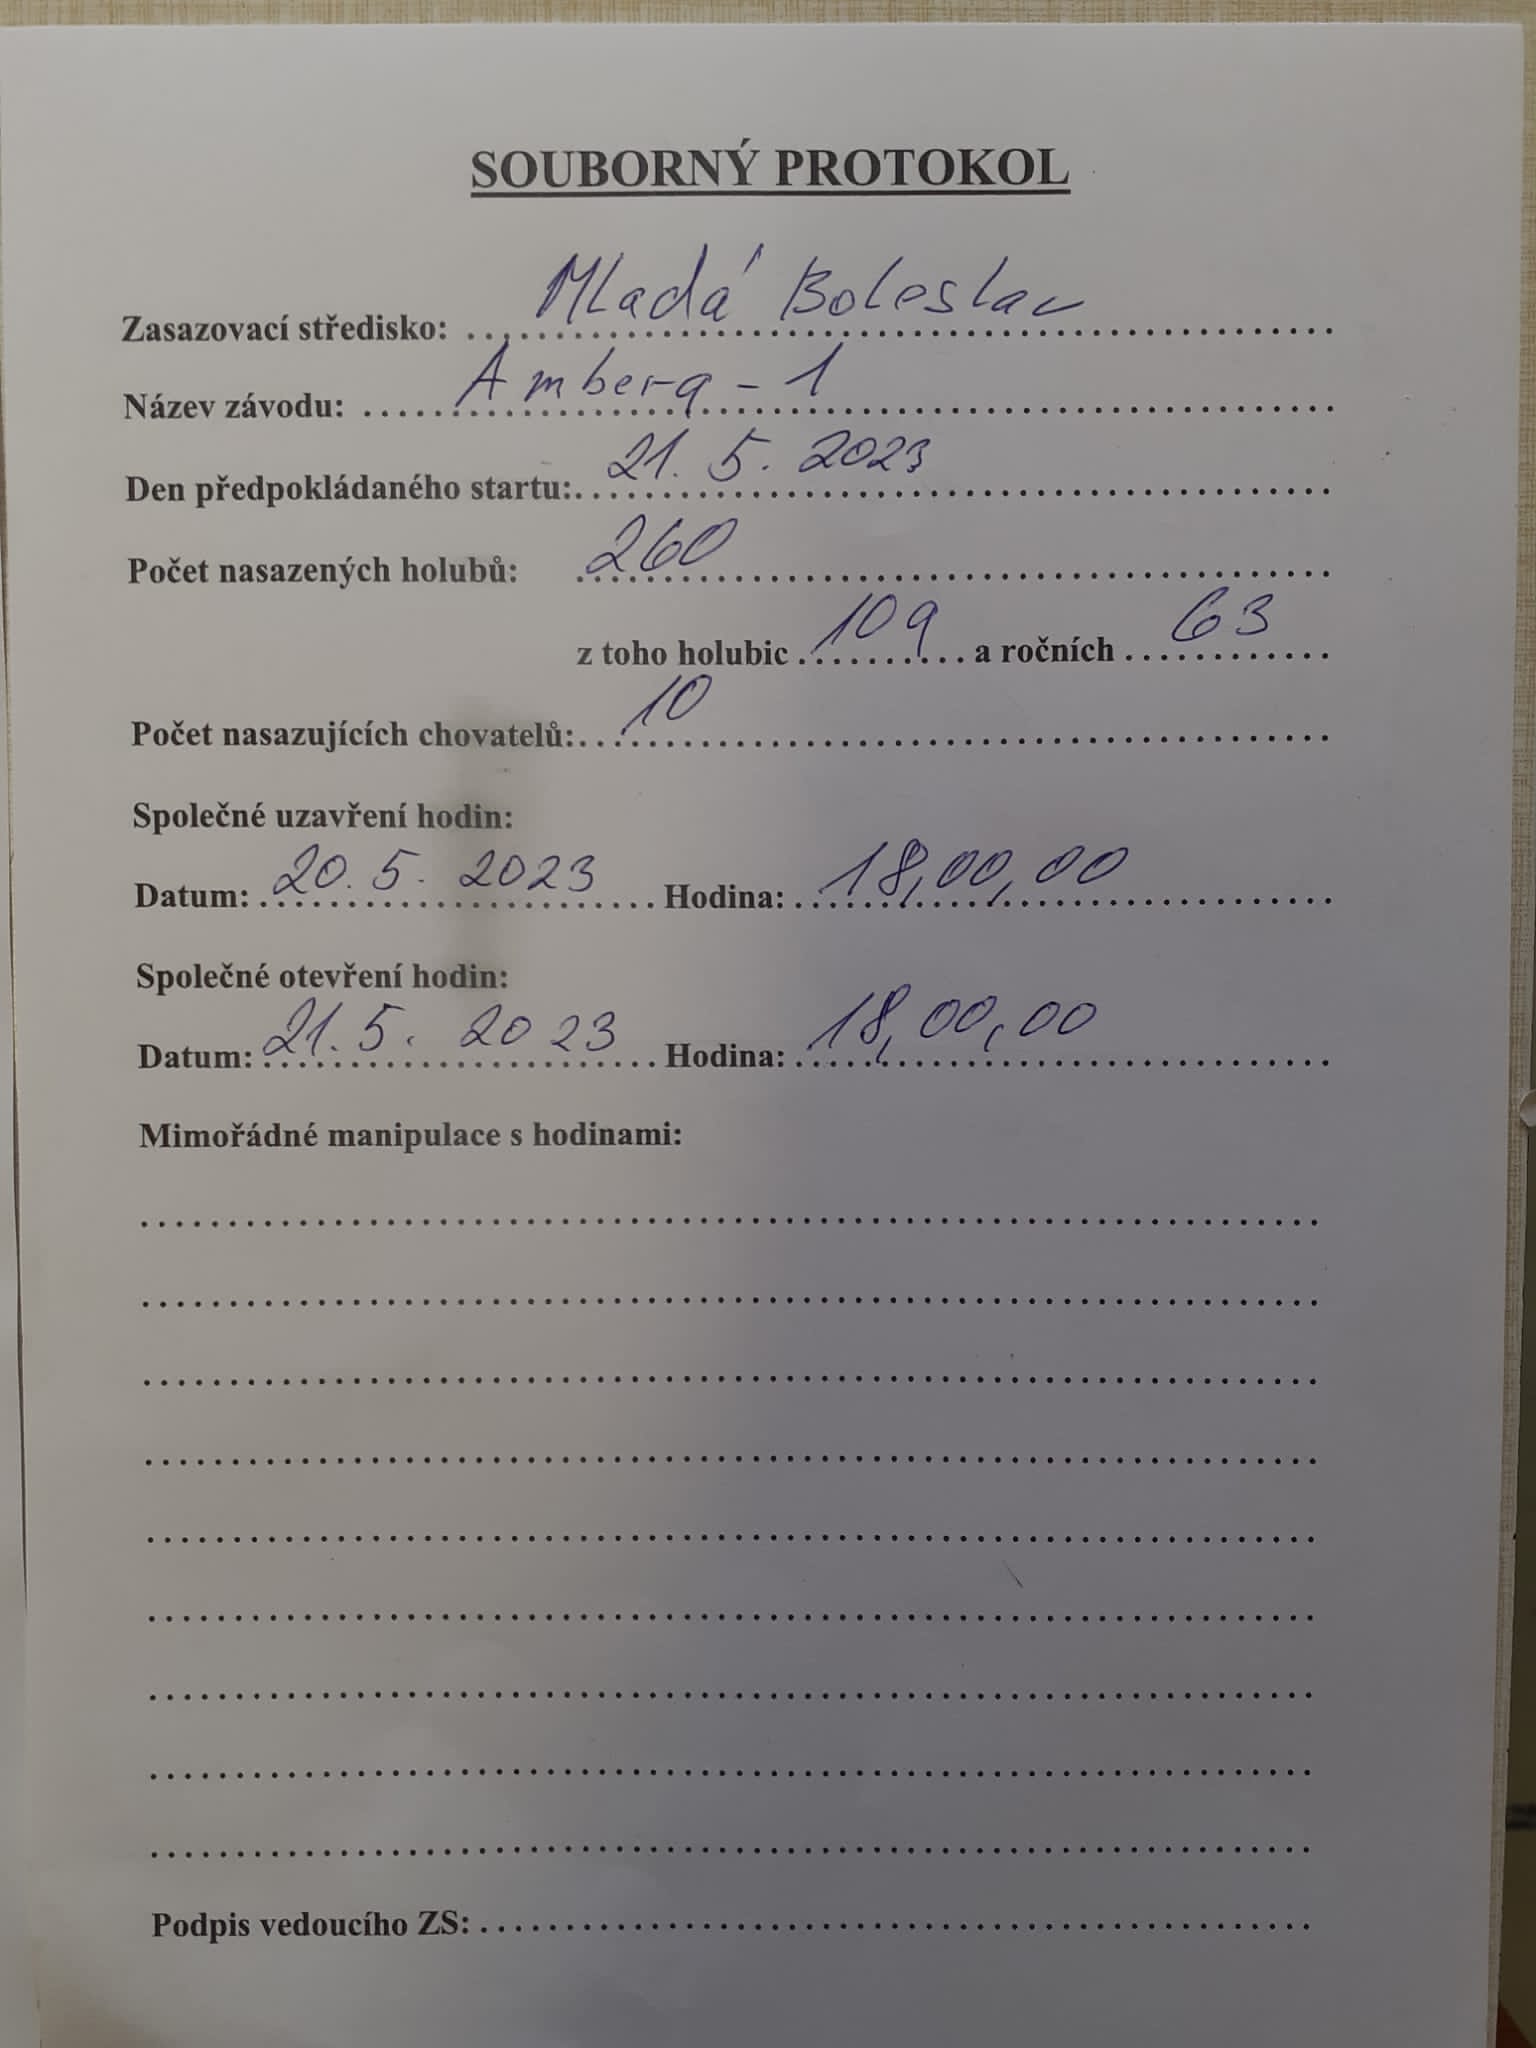 SOUBORNÝ PROTOKOL
Zasazovací středisko: Mladá Boleslav
Název závodu: Amberg - 1
Den předpokládaného startu: 21. 5. 2023
Počet nasazených holubů: 260
z toho holubic 109 a ročních 63
Počet nasazujících chovatelů: 10
Společné uzavření hodin:
Datum: 20. 5. 2023 Hodina: 18,00,00
Společné otevření hodin:
Datum: 21. 5. 2023 Hodina: 18,00,00
Mimořádné manipulace s hodinami:
Podpis vedoucího ZS: